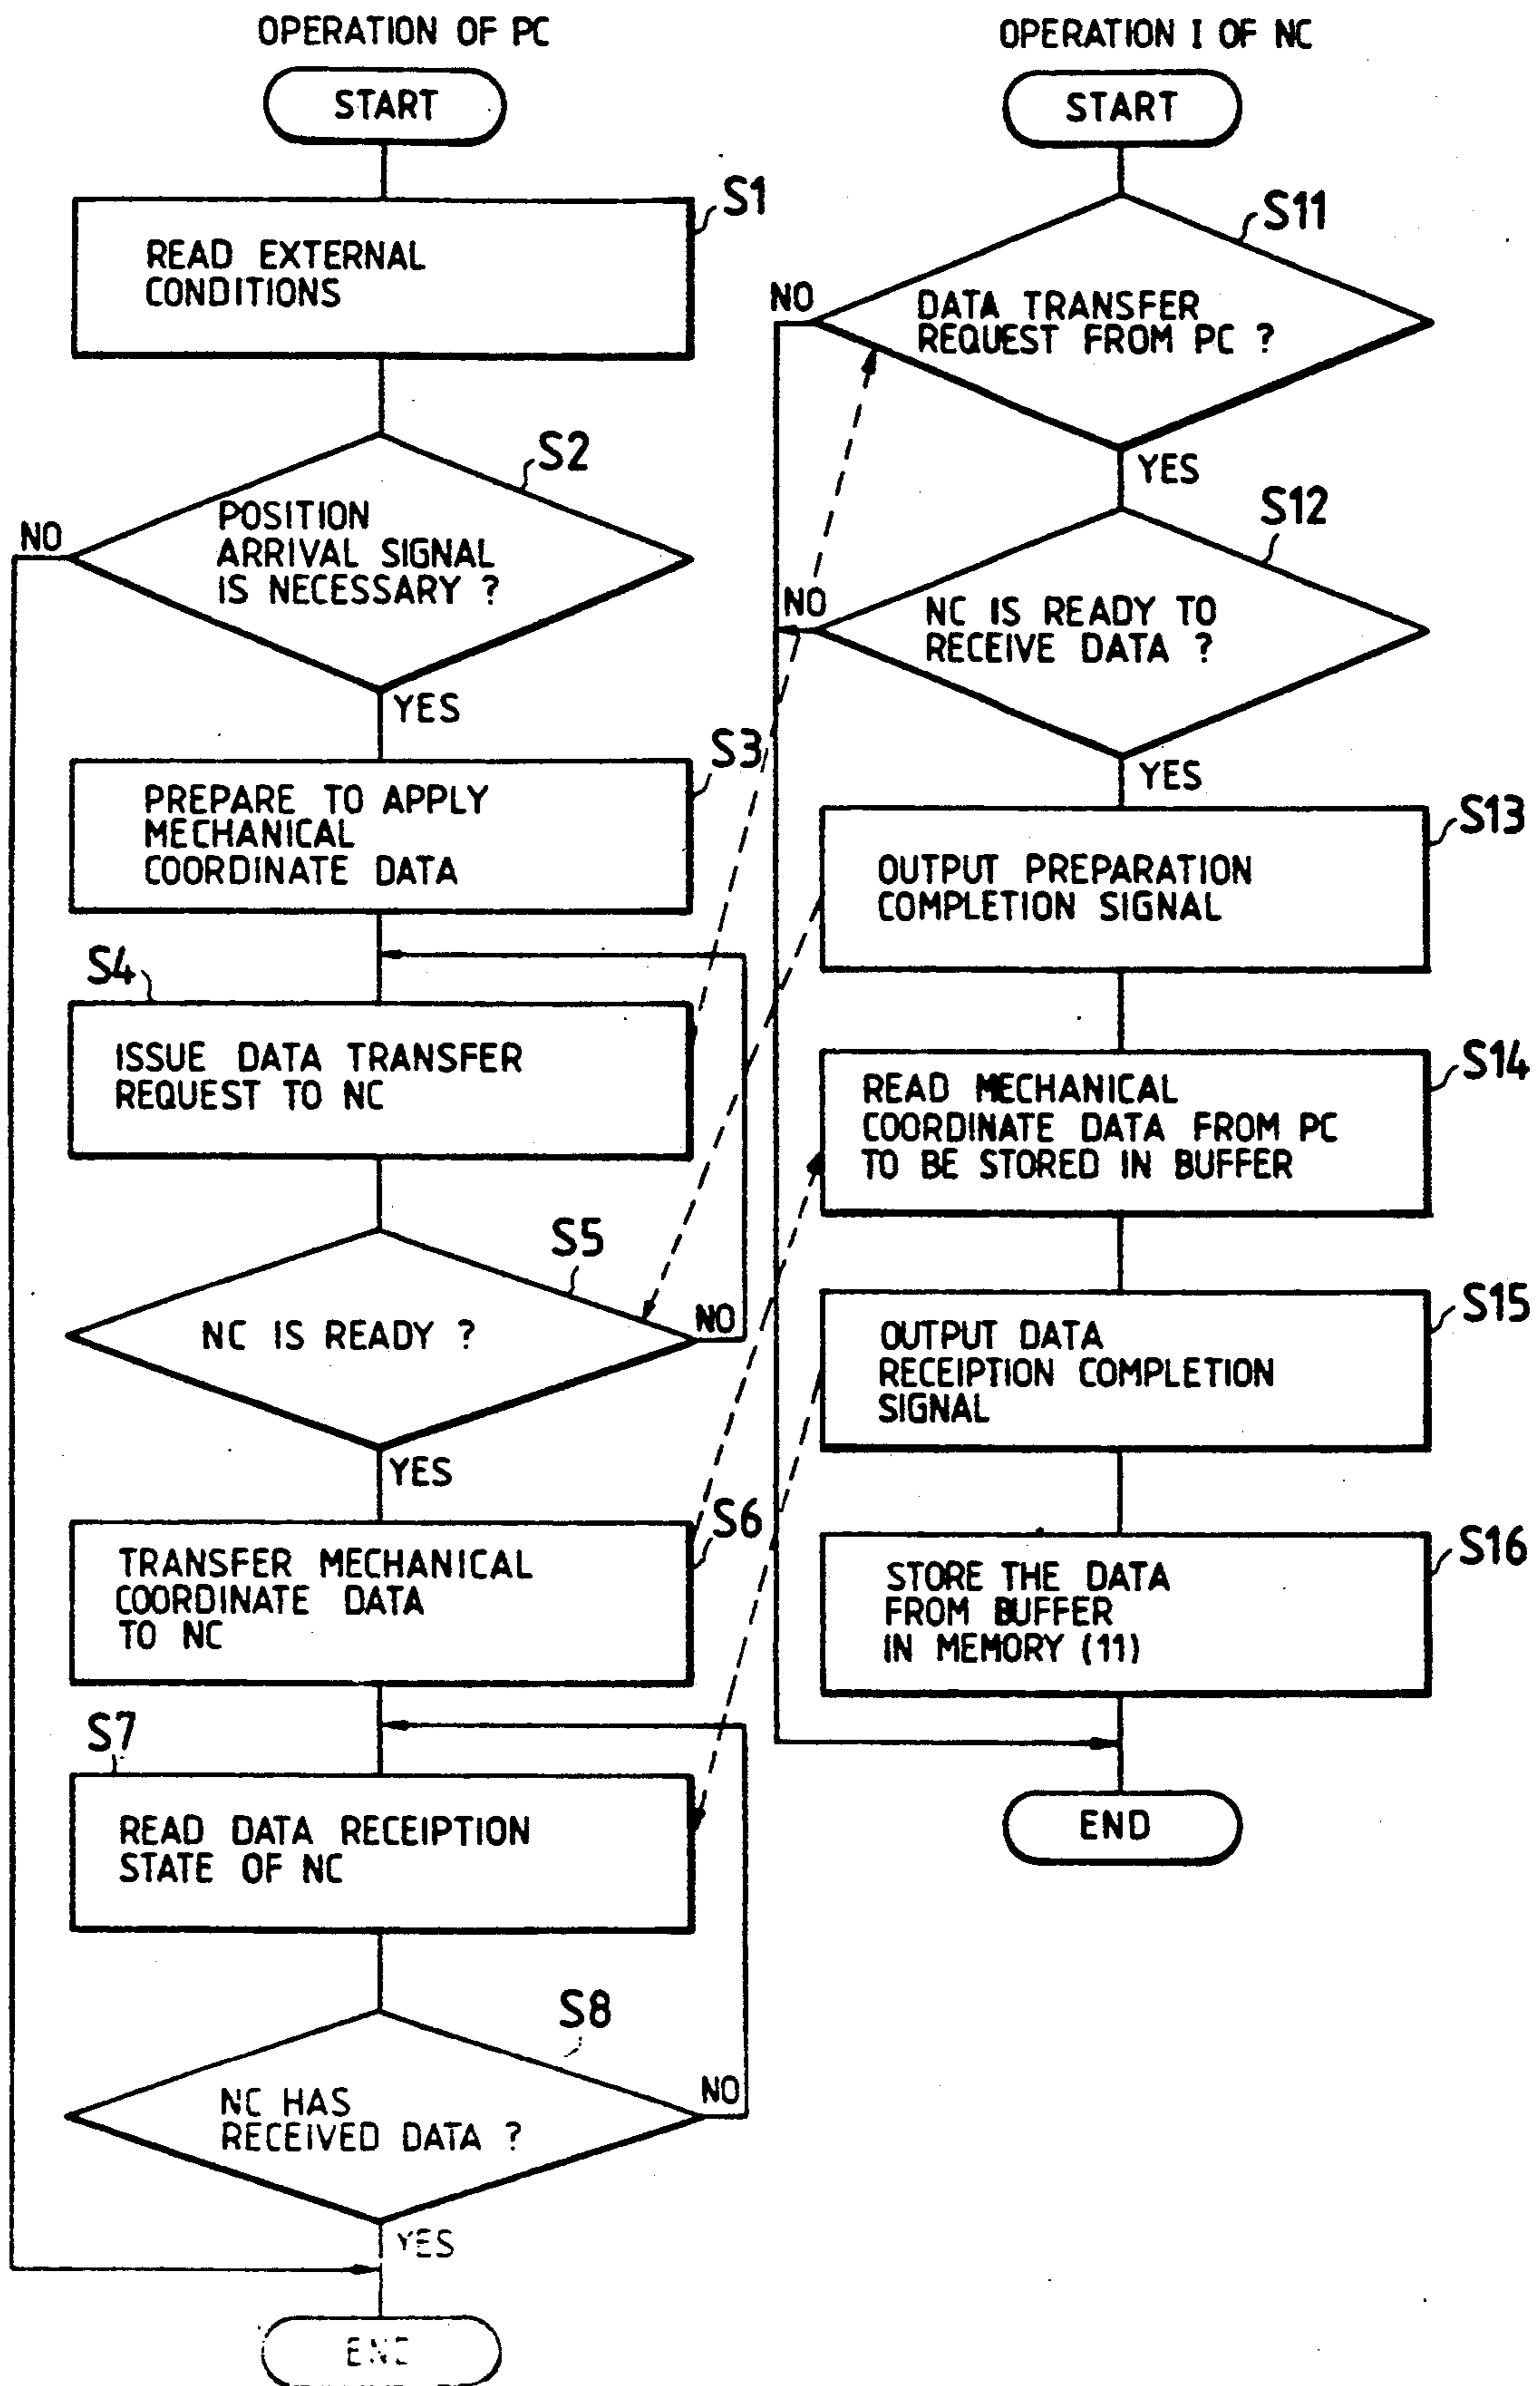 OPERATION OF PC
START
S1
READ EXTERNAL
CONDITIONS
S2
POSITION
ARRIVAL SIGNAL
IS NECESSARY ?
NO
YES
S3
PREPARE TO APPLY
MECHANICAL
COORDINATE DATA
S4
ISSUE DATA TRANSFER
REQUEST TO NC
S5
NC IS READY ?
NO
YES
S6
TRANSFER MECHANICAL
COORDINATE DATA
TO NC
S7
READ DATA RECEIPTION
STATE OF NC
S8
NC HAS
RECEIVED DATA ?
NO
YES
END
OPERATION I OF NC
START
S11
DATA TRANSFER
REQUEST FROM PC ?
NO
YES
S12
NC IS READY TO
RECEIVE DATA ?
NO
YES
S13
OUTPUT PREPARATION
COMPLETION SIGNAL
S14
READ MECHANICAL
COORDINATE DATA FROM PC
TO BE STORED IN BUFFER
S15
OUTPUT DATA
RECEIPTION COMPLETION
SIGNAL
S16
STORE THE DATA
FROM BUFFER
IN MEMORY (11)
END